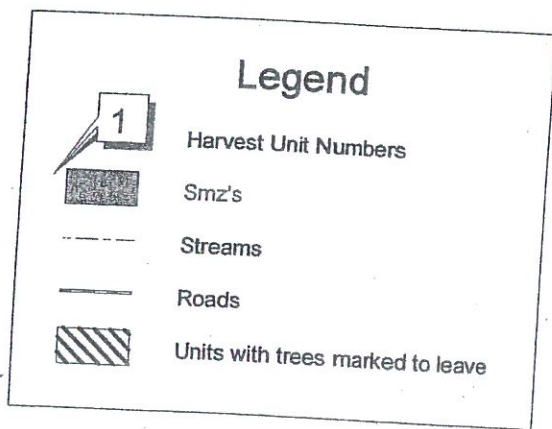 Legend
1
Harvest Unit Numbers
Smz's
Streams
Roads
Units with trees marked to leave